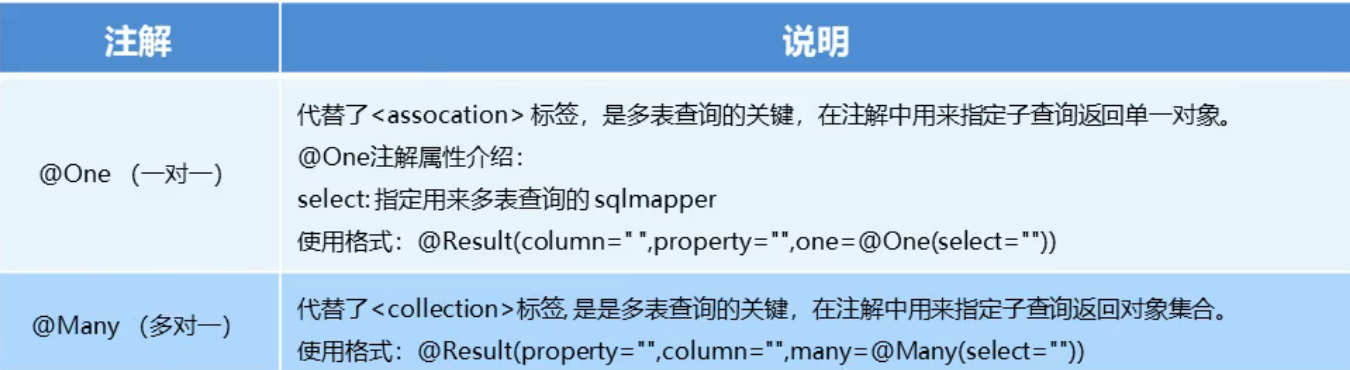 注解
说明
@One （一对一）
代替了<assocation> 标签，是多表查询的关键，在注解中用来指定子查询返回单一对象。
@One注解属性介绍：
select: 指定用来多表查询的 sqlmapper
使用格式：@Result(column=" ",property="",one=@One(select=""))
@Many （多对一）
代替了<collection>标签, 是是多表查询的关键，在注解中用来指定子查询返回对象集合。
使用格式：@Result(property="",column="",many=@Many(select=""))